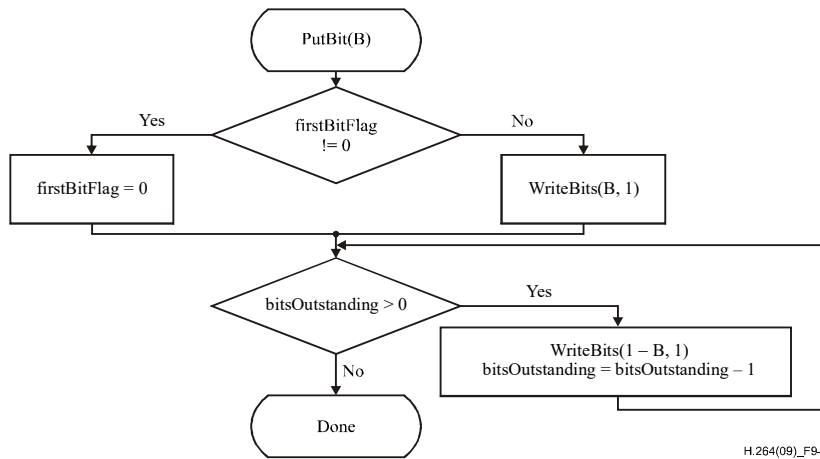 PutBit(B)
firstBitFlag
!= 0
Yes
No
firstBitFlag = 0
WriteBits(B, 1)
bitsOutstanding > 0
Yes
WriteBits(1 – B, 1)
bitsOutstanding = bitsOutstanding – 1
No
Done
H.264(09)_F9-